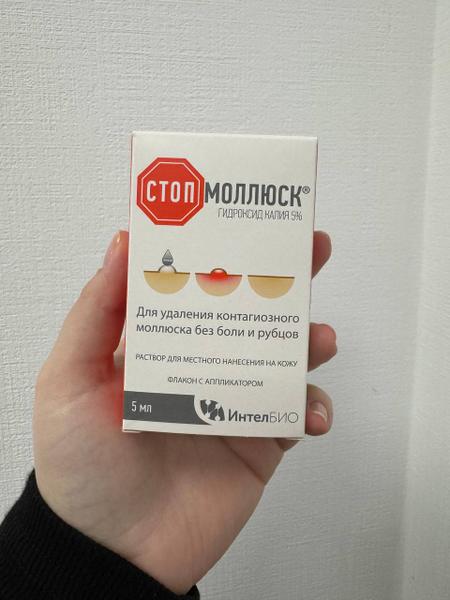 СТОП МОЛЛЮСК®
ГИДРОКСИД КАЛИЯ 5%
Для удаления контагиозного
моллюска без боли и рубцов
РАСТВОР ДЛЯ МЕСТНОГО НАНЕСЕНИЯ НА КОЖУ
ФЛАКОН С АППЛИКАТОРОМ
5 мл ИнтелБИО